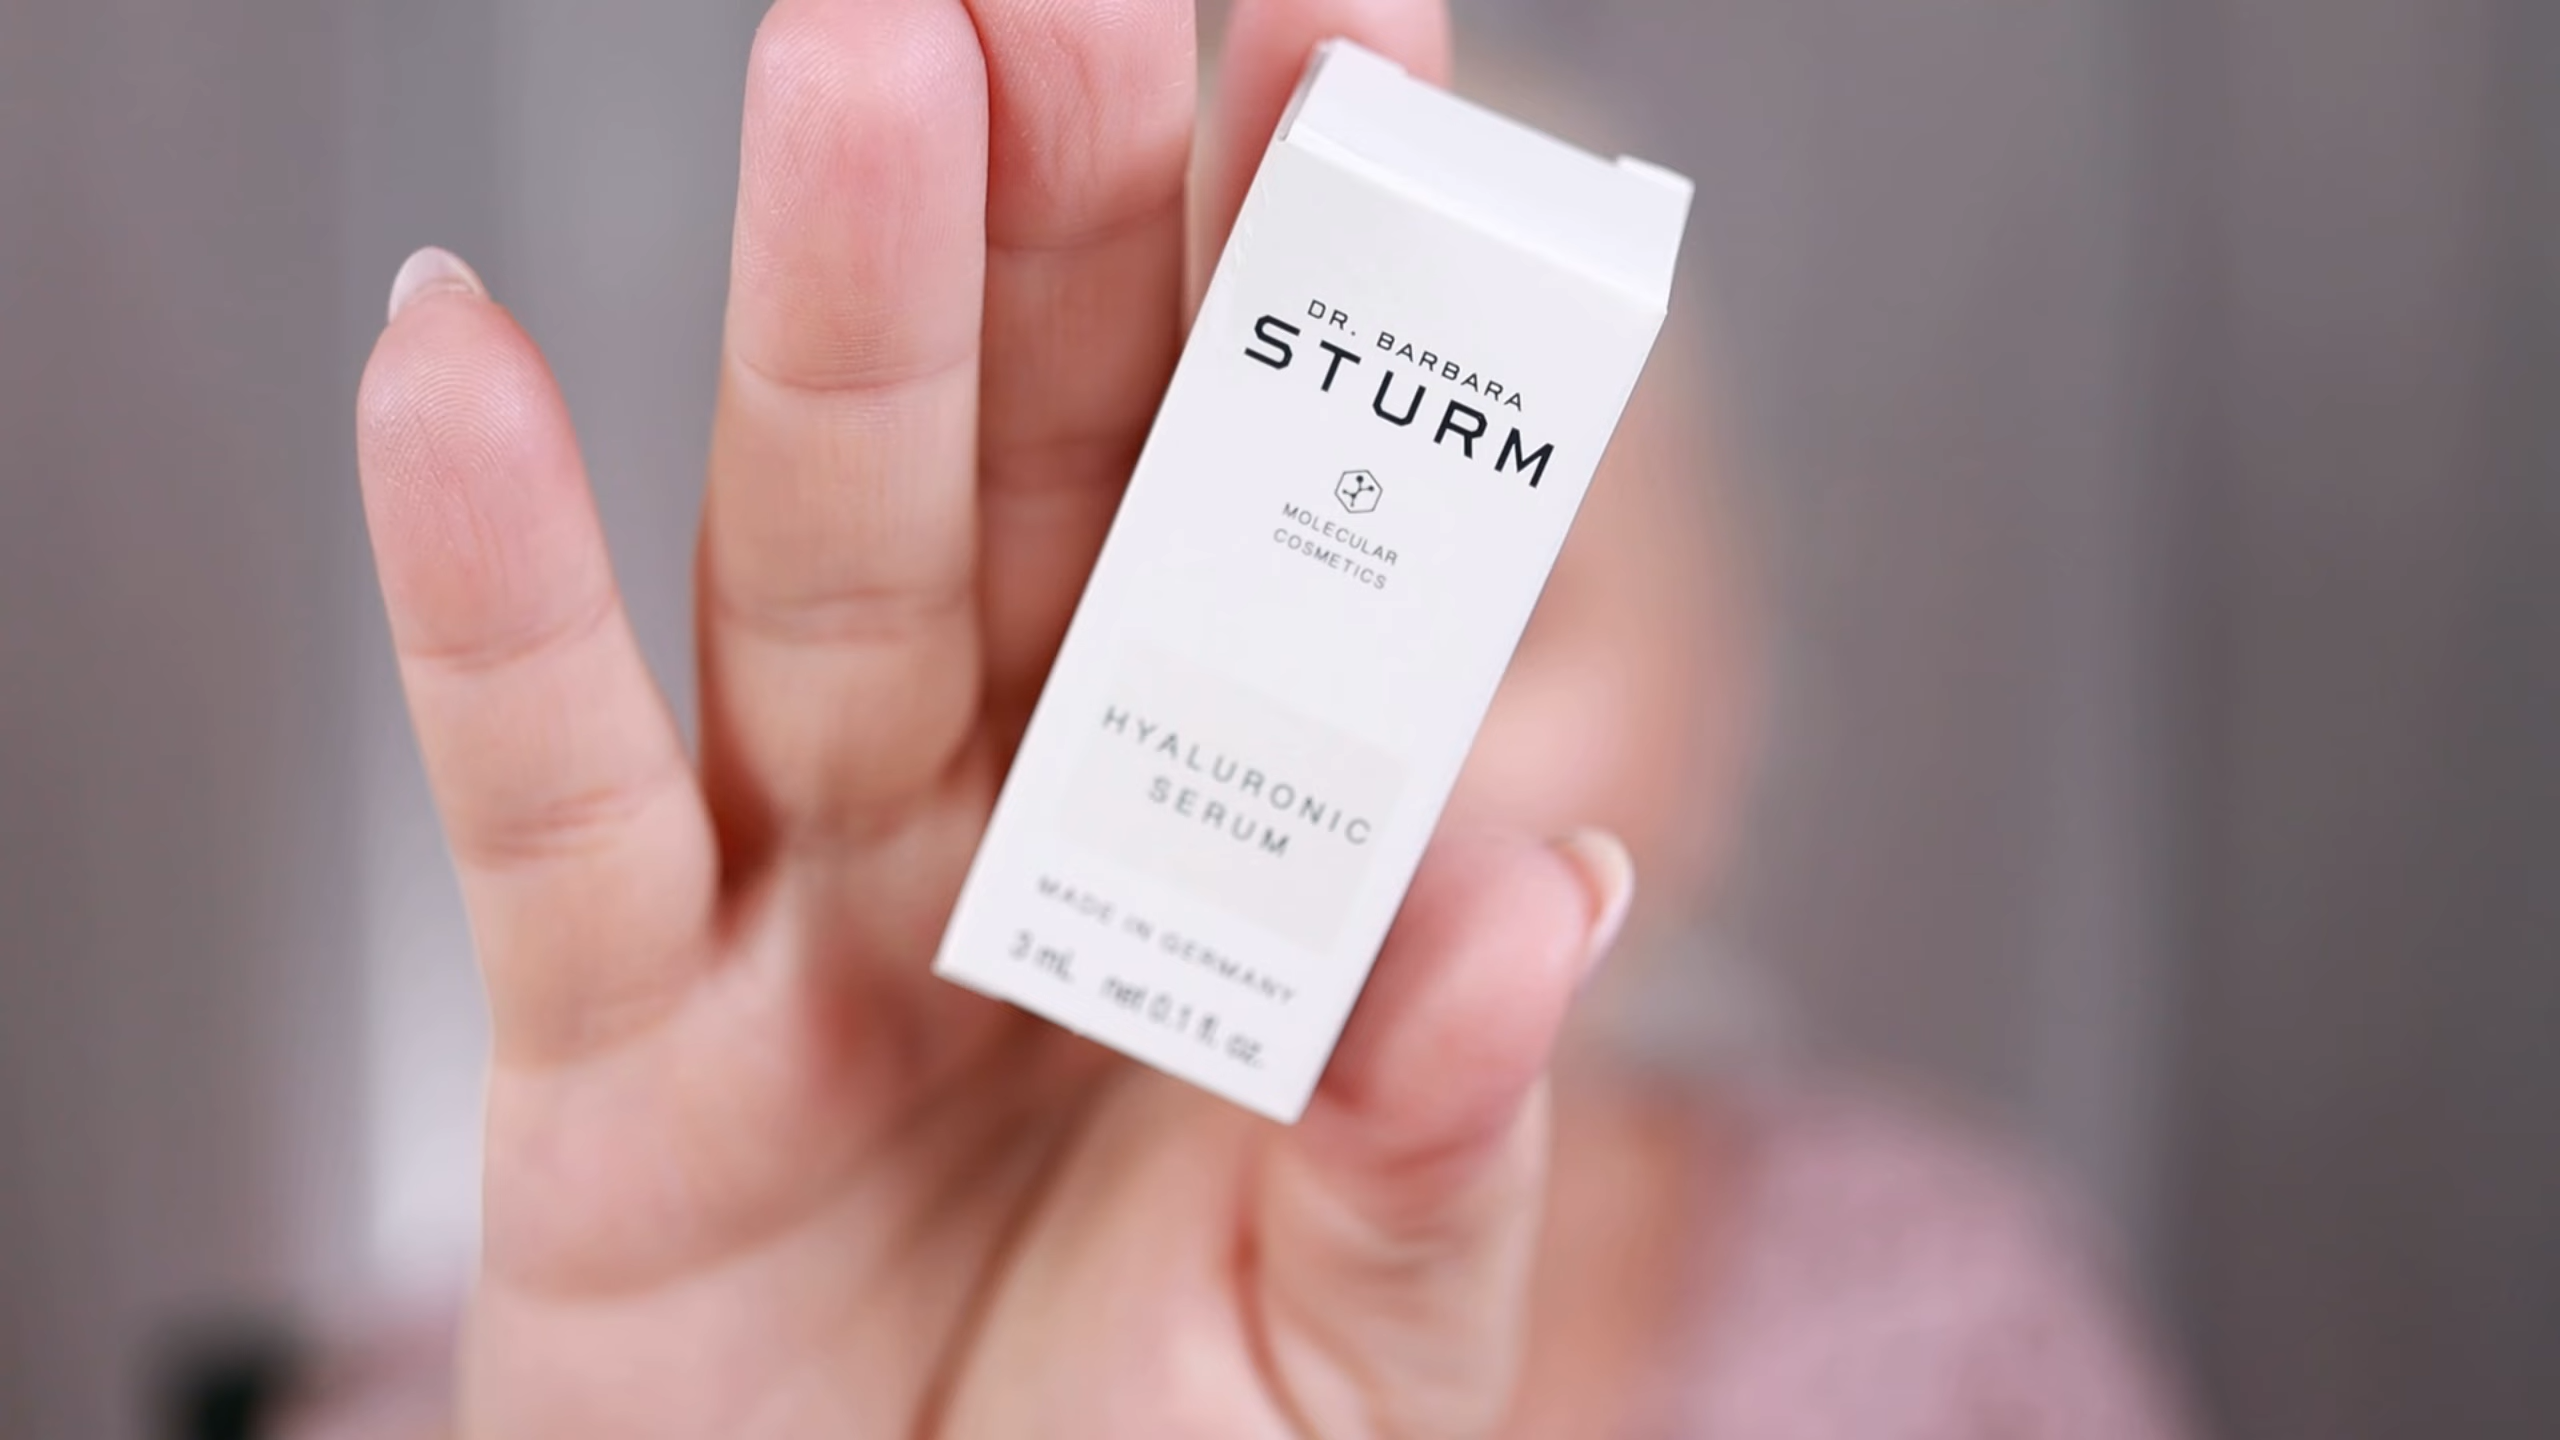 DR. BARBARA
STURM
MOLECULAR
COSMETICS
HYALURONIC
SERUM
MADE IN GERMANY
3 mL net 0.1 fl. oz.